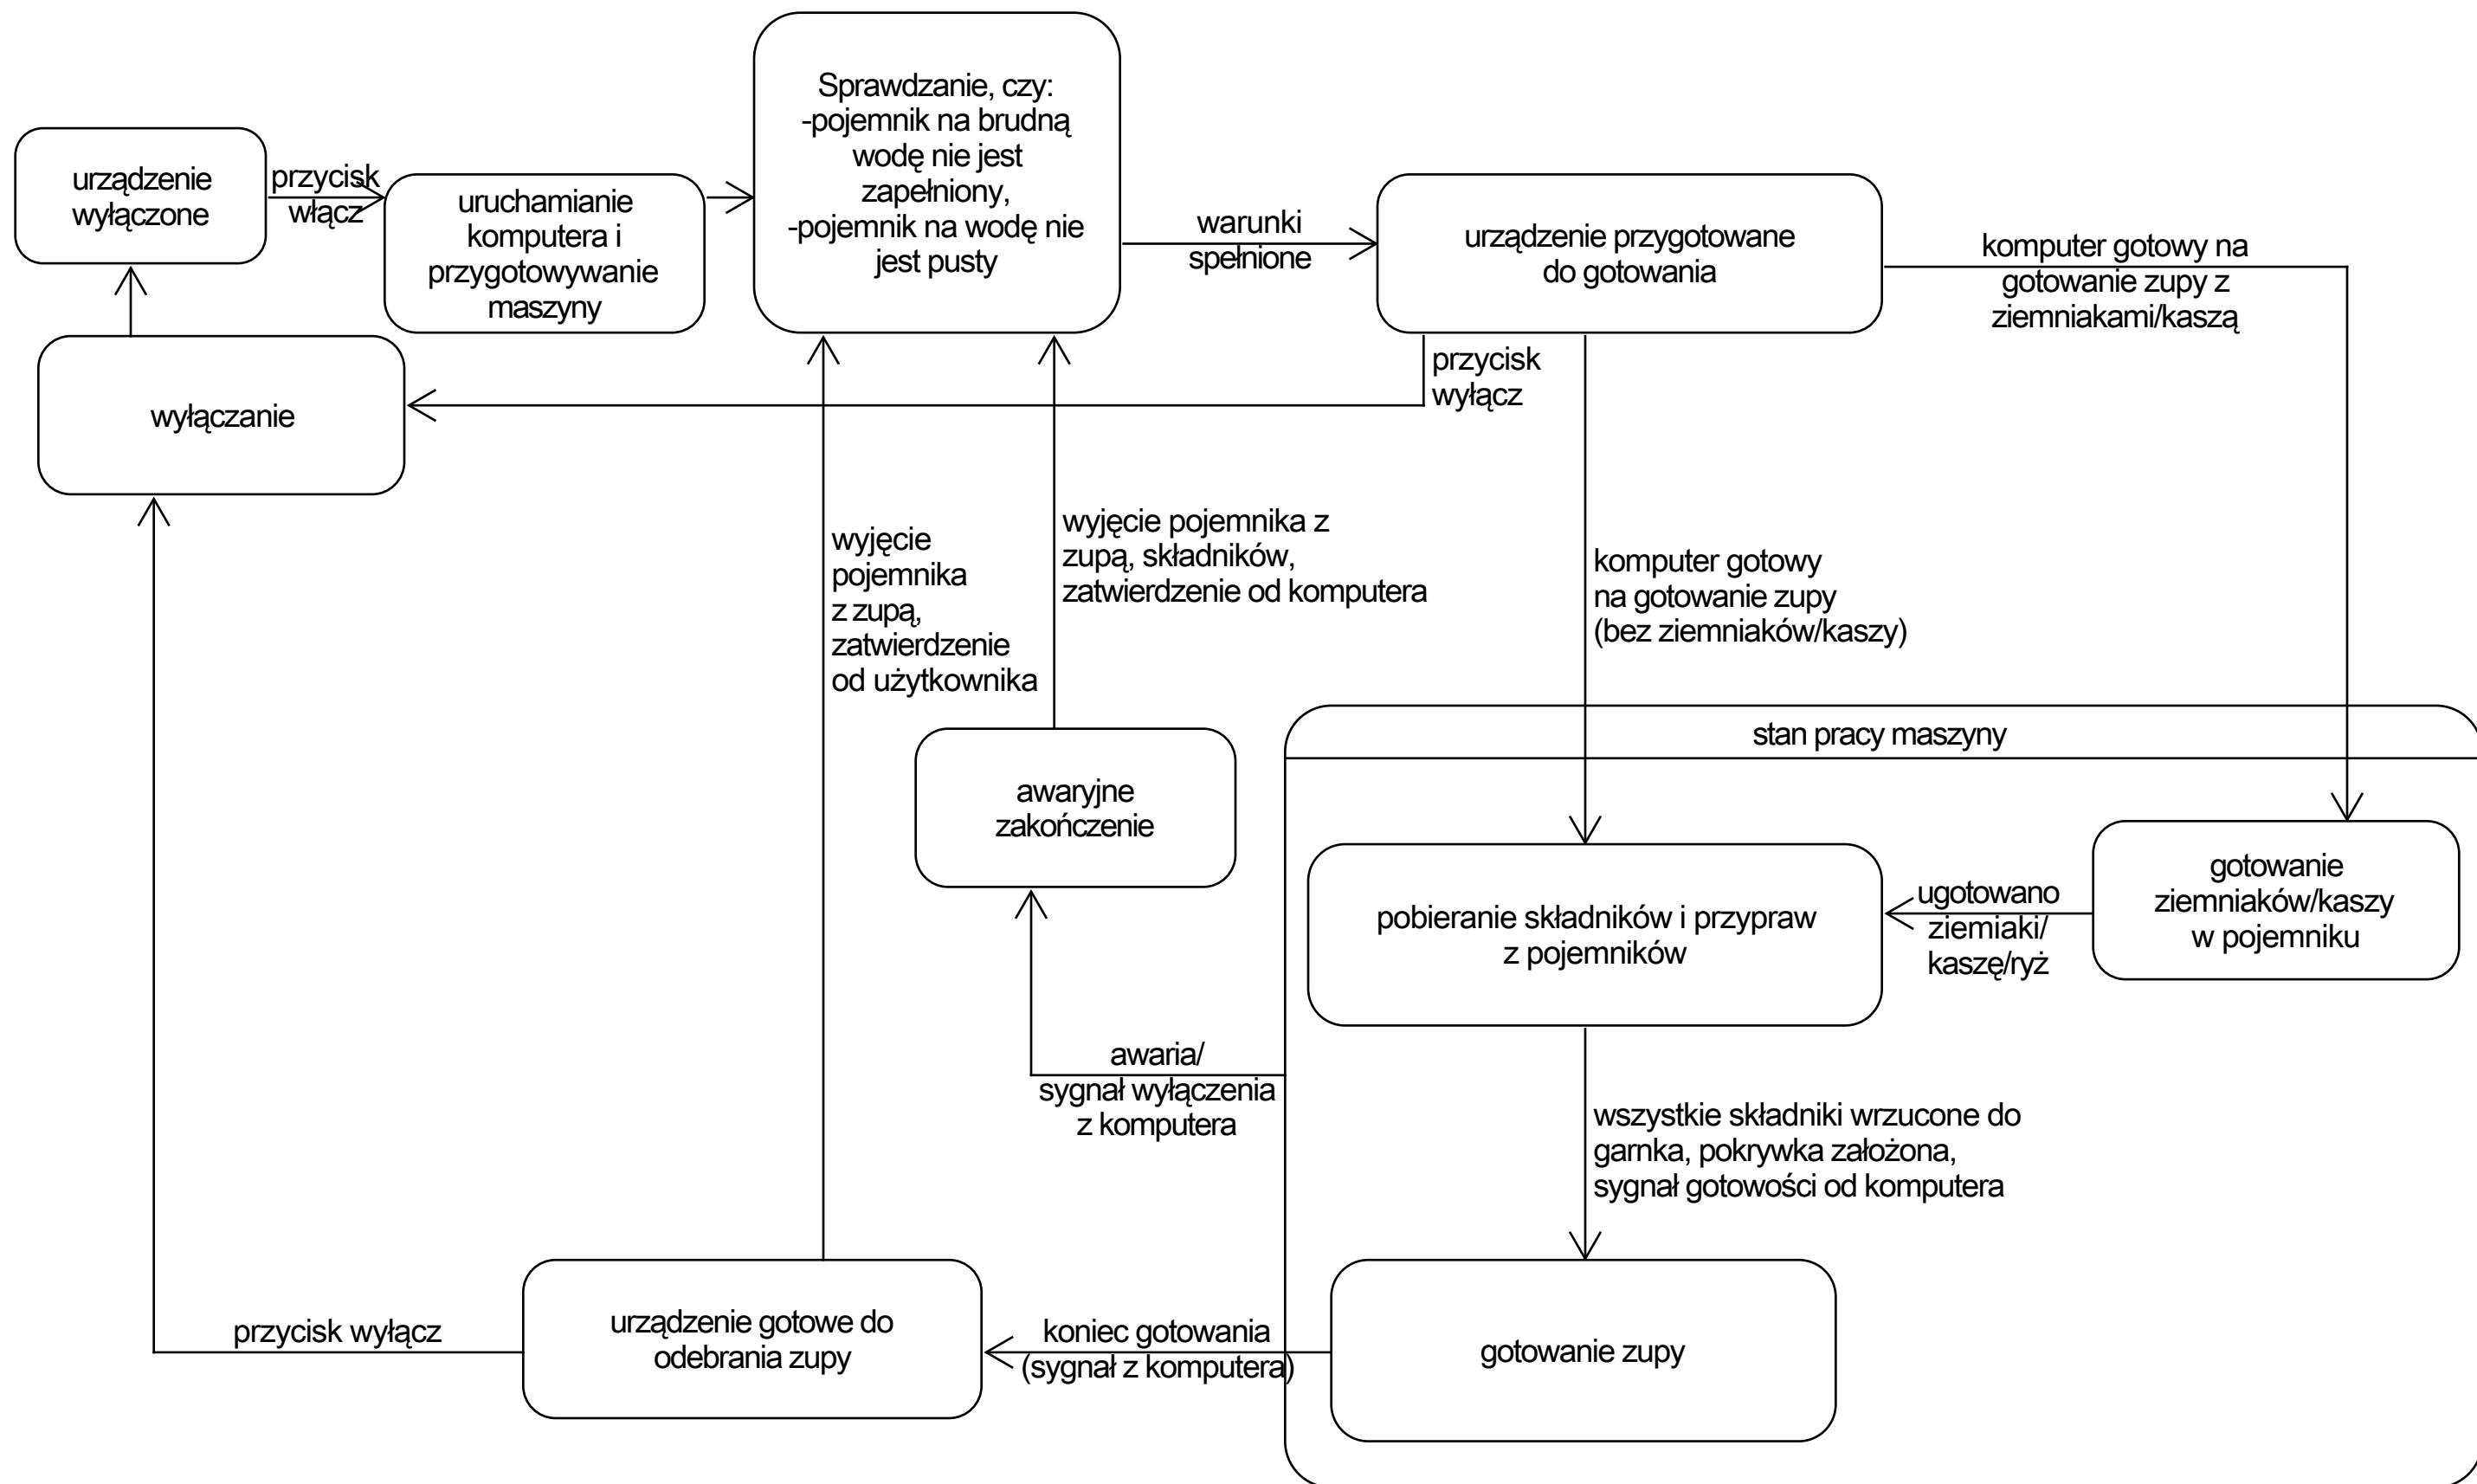 urządzenie
wyłączone
przycisk
włącz
uruchamianie
komputera i
przygotowywanie
maszyny
Sprawdzanie, czy:
-pojemnik na brudną
wodę nie jest
zapełniony,
-pojemnik na wodę nie
jest pusty
warunki
spełnione
urządzenie przygotowane
do gotowania
komputer gotowy na
gotowanie zupy z
ziemniakami/kaszą
przycisk
wyłącz
wyłączanie
wyjęcie
pojemnika
z zupą,
zatwierdzenie
od użytkownika
wyjęcie pojemnika z
zupą, składników,
zatwierdzenie od komputera
komputer gotowy
na gotowanie zupy
(bez ziemniaków/kaszy)
stan pracy maszyny
awaryjne
zakończenie
pobieranie składników i przypraw
z pojemników
ugotowano
ziemiaki/
kaszę/ryż
gotowanie
ziemniaków/kaszy
w pojemniku
awaria/
sygnał wyłączenia
z komputera
wszystkie składniki wrzucone do
garnka, pokrywka założona,
sygnał gotowości od komputera
przycisk wyłącz
urządzenie gotowe do
odebrania zupy
koniec gotowania
(sygnał z komputera)
gotowanie zupy